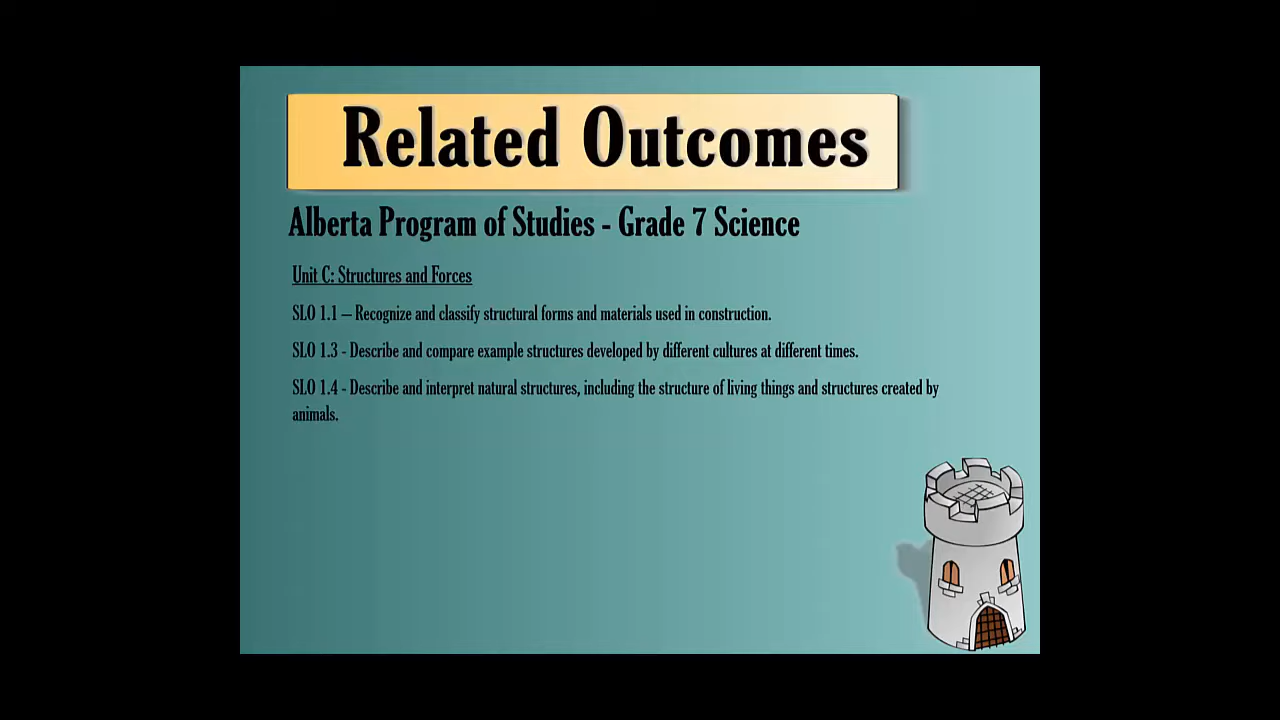 Related Outcomes
Alberta Program of Studies - Grade 7 Science
Unit C: Structures and Forces
SLO 1.1 – Recognize and classify structural forms and materials used in construction.
SLO 1.3 - Describe and compare example structures developed by different cultures at different times.
SLO 1.4 - Describe and interpret natural structures, including the structure of living things and structures created by
animals.